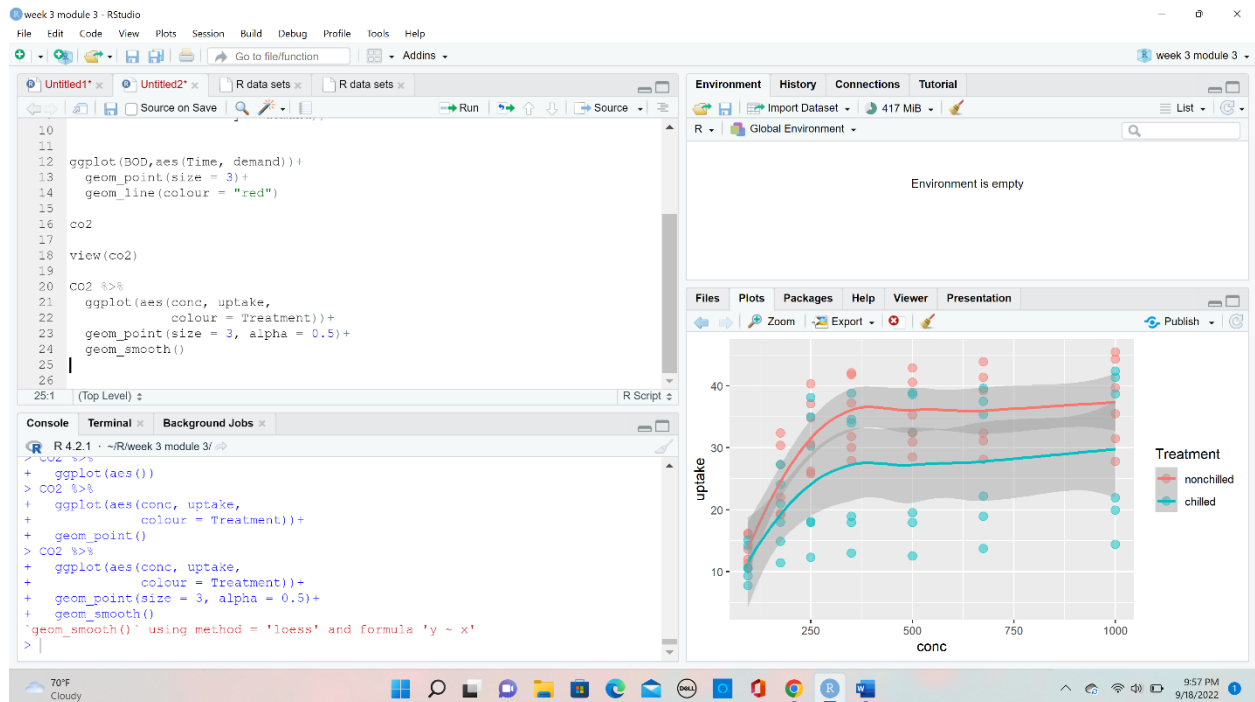 week 3 module 3 - RStudio
File Edit Code View Plots Session Build Debug Profile Tools Help
Go to file/function Addins
week 3 module 3
Untitled1* Untitled2* R data sets R data sets
Source on Save Run Source
10
11
12 ggplot(BOD,aes(Time, demand))+
13 geom_point(size = 3)+
14 geom_line(colour = "red")
15
16 co2
17
18 view(co2)
19
20 CO2 %>%
21 ggplot(aes(conc, uptake,
22 colour = Treatment))+
23 geom_point(size = 3, alpha = 0.5)+
24 geom_smooth()
25
26
25:1 (Top Level) R Script
Console Terminal Background Jobs
R 4.2.1 · ~/R/week 3 module 3/
> CO2 %>%
+ ggplot(aes())
> CO2 %>%
+ ggplot(aes(conc, uptake,
+ colour = Treatment))+
+ geom_point()
> CO2 %>%
+ ggplot(aes(conc, uptake,
+ colour = Treatment))+
+ geom_point(size = 3, alpha = 0.5)+
+ geom_smooth()
`geom_smooth()` using method = 'loess' and formula 'y ~ x'
>
Environment History Connections Tutorial
Import Dataset 417 MiB List
R Global Environment
Environment is empty
Files Plots Packages Help Viewer Presentation
Zoom Export Publish
40
30
20
10
uptake
250 500 750 1000
conc
Treatment
nonchilled
chilled
70°F
Cloudy
DELL
9:57 PM
9/18/2022
1